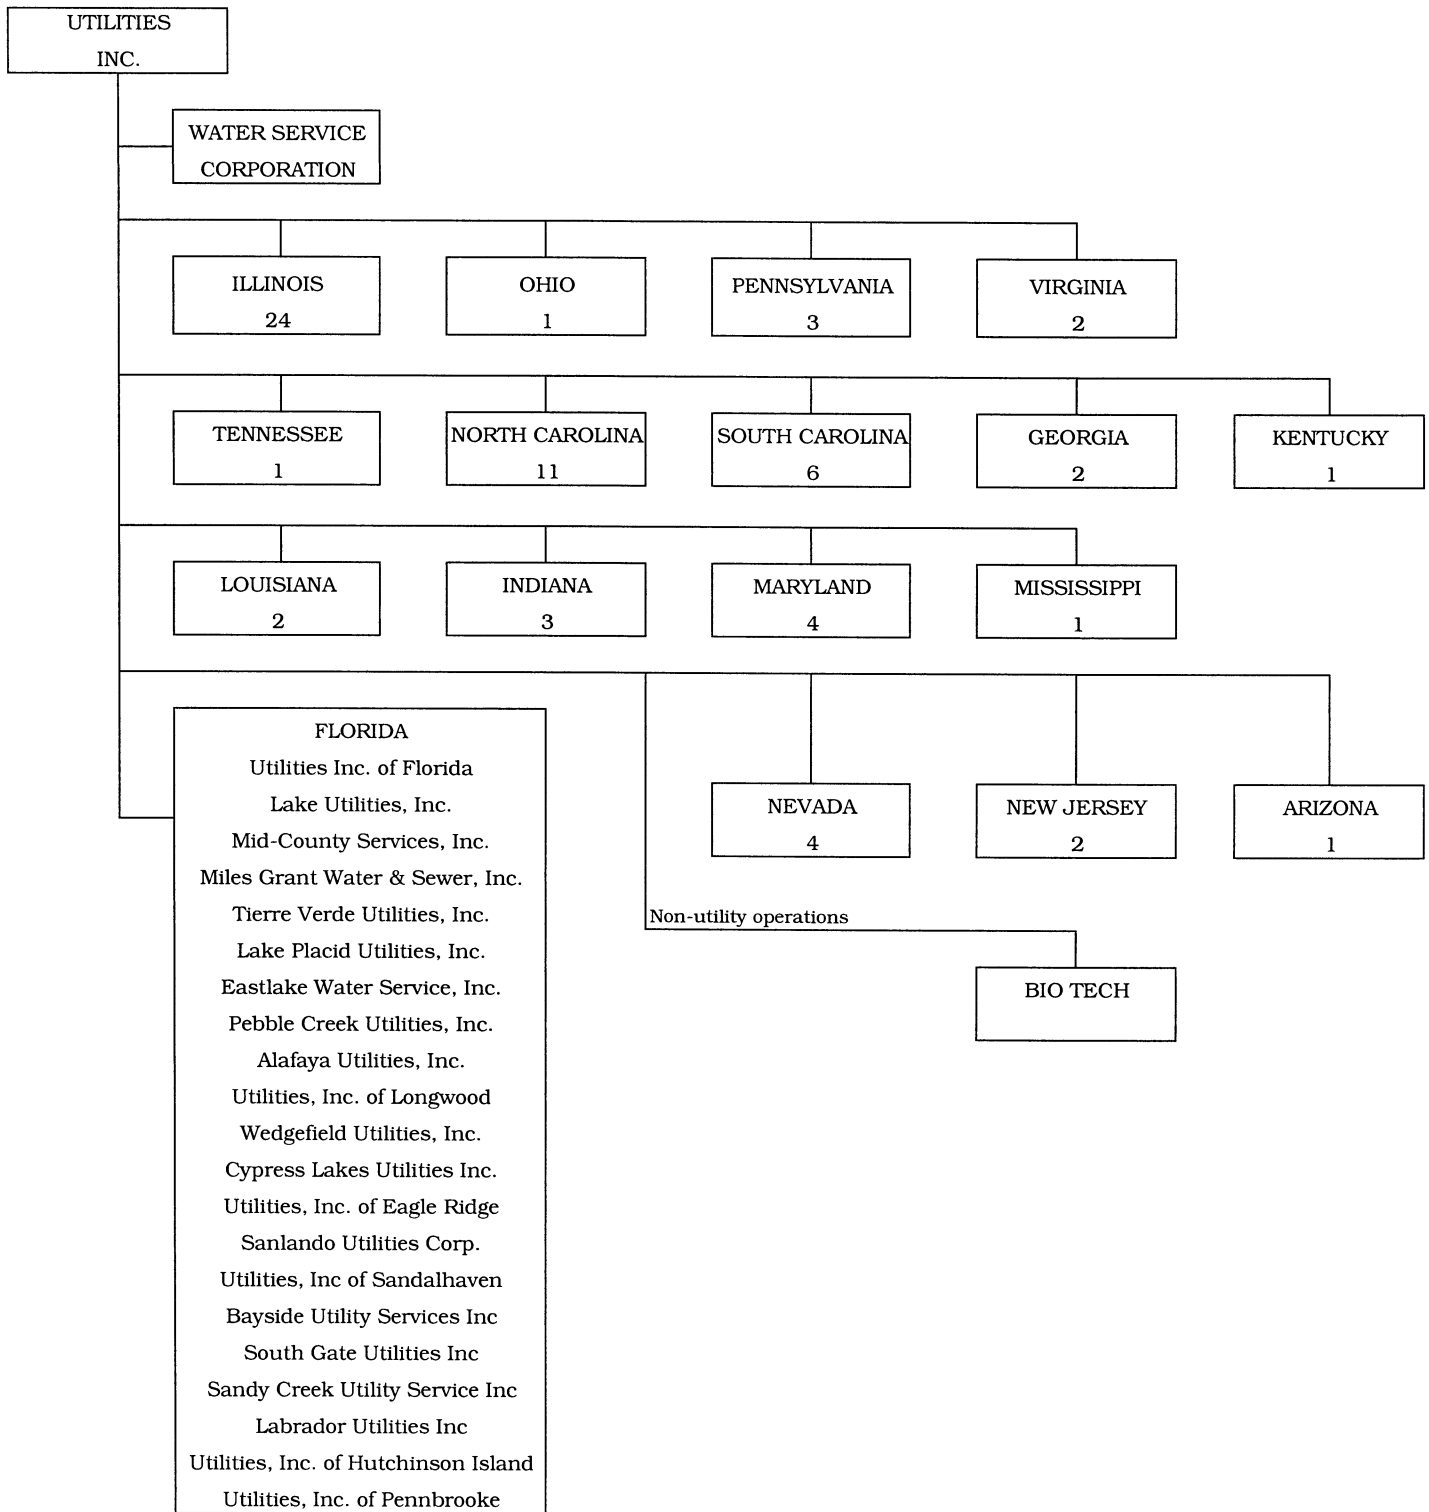 UTILITIES
INC.
WATER SERVICE
CORPORATION
ILLINOIS
24
OHIO
1
PENNSYLVANIA
3
VIRGINIA
2
TENNESSEE
1
NORTH CAROLINA
11
SOUTH CAROLINA
6
GEORGIA
2
KENTUCKY
1
LOUISIANA
2
INDIANA
3
MARYLAND
4
MISSISSIPPI
1
FLORIDA
Utilities Inc. of Florida
Lake Utilities, Inc.
Mid-County Services, Inc.
Miles Grant Water & Sewer, Inc.
Tierre Verde Utilities, Inc.
Lake Placid Utilities, Inc.
Eastlake Water Service, Inc.
Pebble Creek Utilities, Inc.
Alafaya Utilities, Inc.
Utilities, Inc. of Longwood
Wedgefield Utilities, Inc.
Cypress Lakes Utilities Inc.
Utilities, Inc. of Eagle Ridge
Sanlando Utilities Corp.
Utilities, Inc of Sandalhaven
Bayside Utility Services Inc
South Gate Utilities Inc
Sandy Creek Utility Service Inc
Labrador Utilities Inc
Utilities, Inc. of Hutchinson Island
Utilities, Inc. of Pennbrooke
NEVADA
4
NEW JERSEY
2
ARIZONA
1
Non-utility operations
BIO TECH